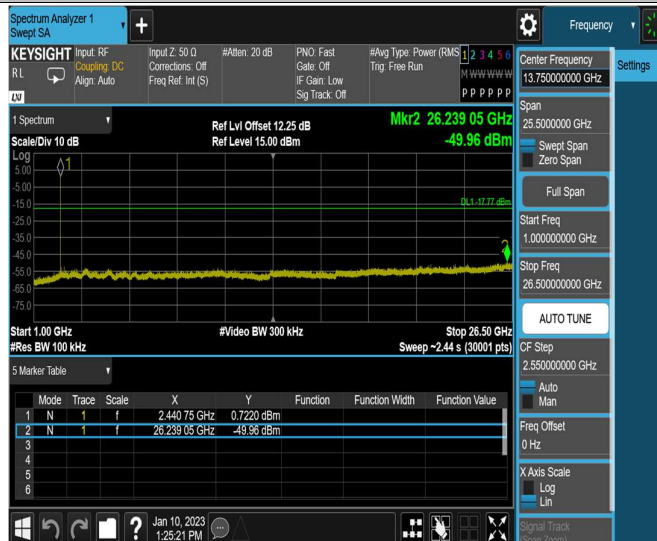 Spectrum Analyzer 1
Swept SA
+
Frequency
KEYSIGHT
RL
LXI
Input: RF
Coupling: DC
Align: Auto
Input Z: 50 Ω
Corrections: Off
Freq Ref: Int (S)
#Atten: 20 dB
PNO: Fast
Gate: Off
IF Gain: Low
Sig Track: Off
#Avg Type: Power (RMS
Trig: Free Run
1 2 3 4 5 6
M W W W W W
P P P P P P
1 Spectrum
Scale/Div 10 dB
Ref Lvl Offset 12.25 dB
Ref Level 15.00 dBm
Mkr2 26.239 05 GHz
-49.96 dBm
Log
5.00
-5.00
-15.0
-25.0
-35.0
-45.0
-55.0
-65.0
-75.0
1
DL1 -17.77 dBm
2
Start 1.00 GHz
#Res BW 100 kHz
#Video BW 300 kHz
Stop 26.50 GHz
Sweep ~2.44 s (30001 pts)
5 Marker Table
Mode Trace Scale X Y Function Function Width Function Value
1 N 1 f 2.440 75 GHz 0.7220 dBm
2 N 1 f 26.239 05 GHz -49.96 dBm
3
4
5
6
?
Jan 10, 2023
1:25:21 PM
Center Frequency
13.750000000 GHz
Settings
Span
25.5000000 GHz
Swept Span
Zero Span
Full Span
Start Freq
1.000000000 GHz
Stop Freq
26.500000000 GHz
AUTO TUNE
CF Step
2.550000000 GHz
Auto
Man
Freq Offset
0 Hz
X Axis Scale
Log
Lin
Signal Track
(Span Zoom)